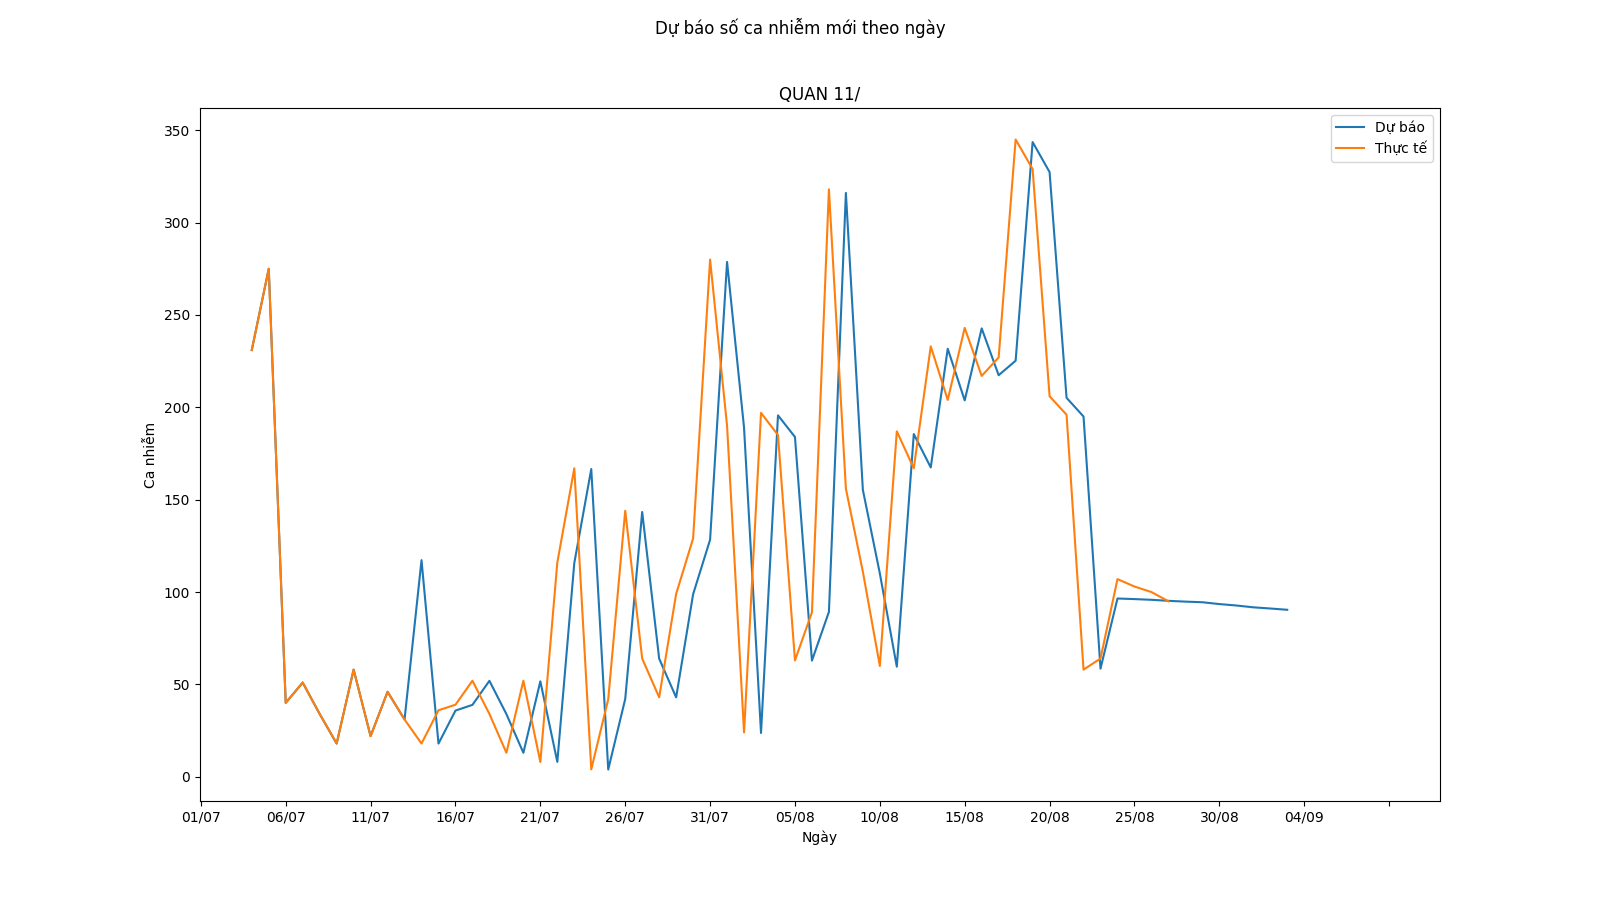 Dự báo số ca nhiễm mới theo ngày
QUAN 11/
Dự báo
Thực tế
350
300
250
200
150
100
50
0
Ca nhiễm
01/07 06/07 11/07 16/07 21/07 26/07 31/07 05/08 10/08 15/08 20/08 25/08 30/08 04/09
Ngày